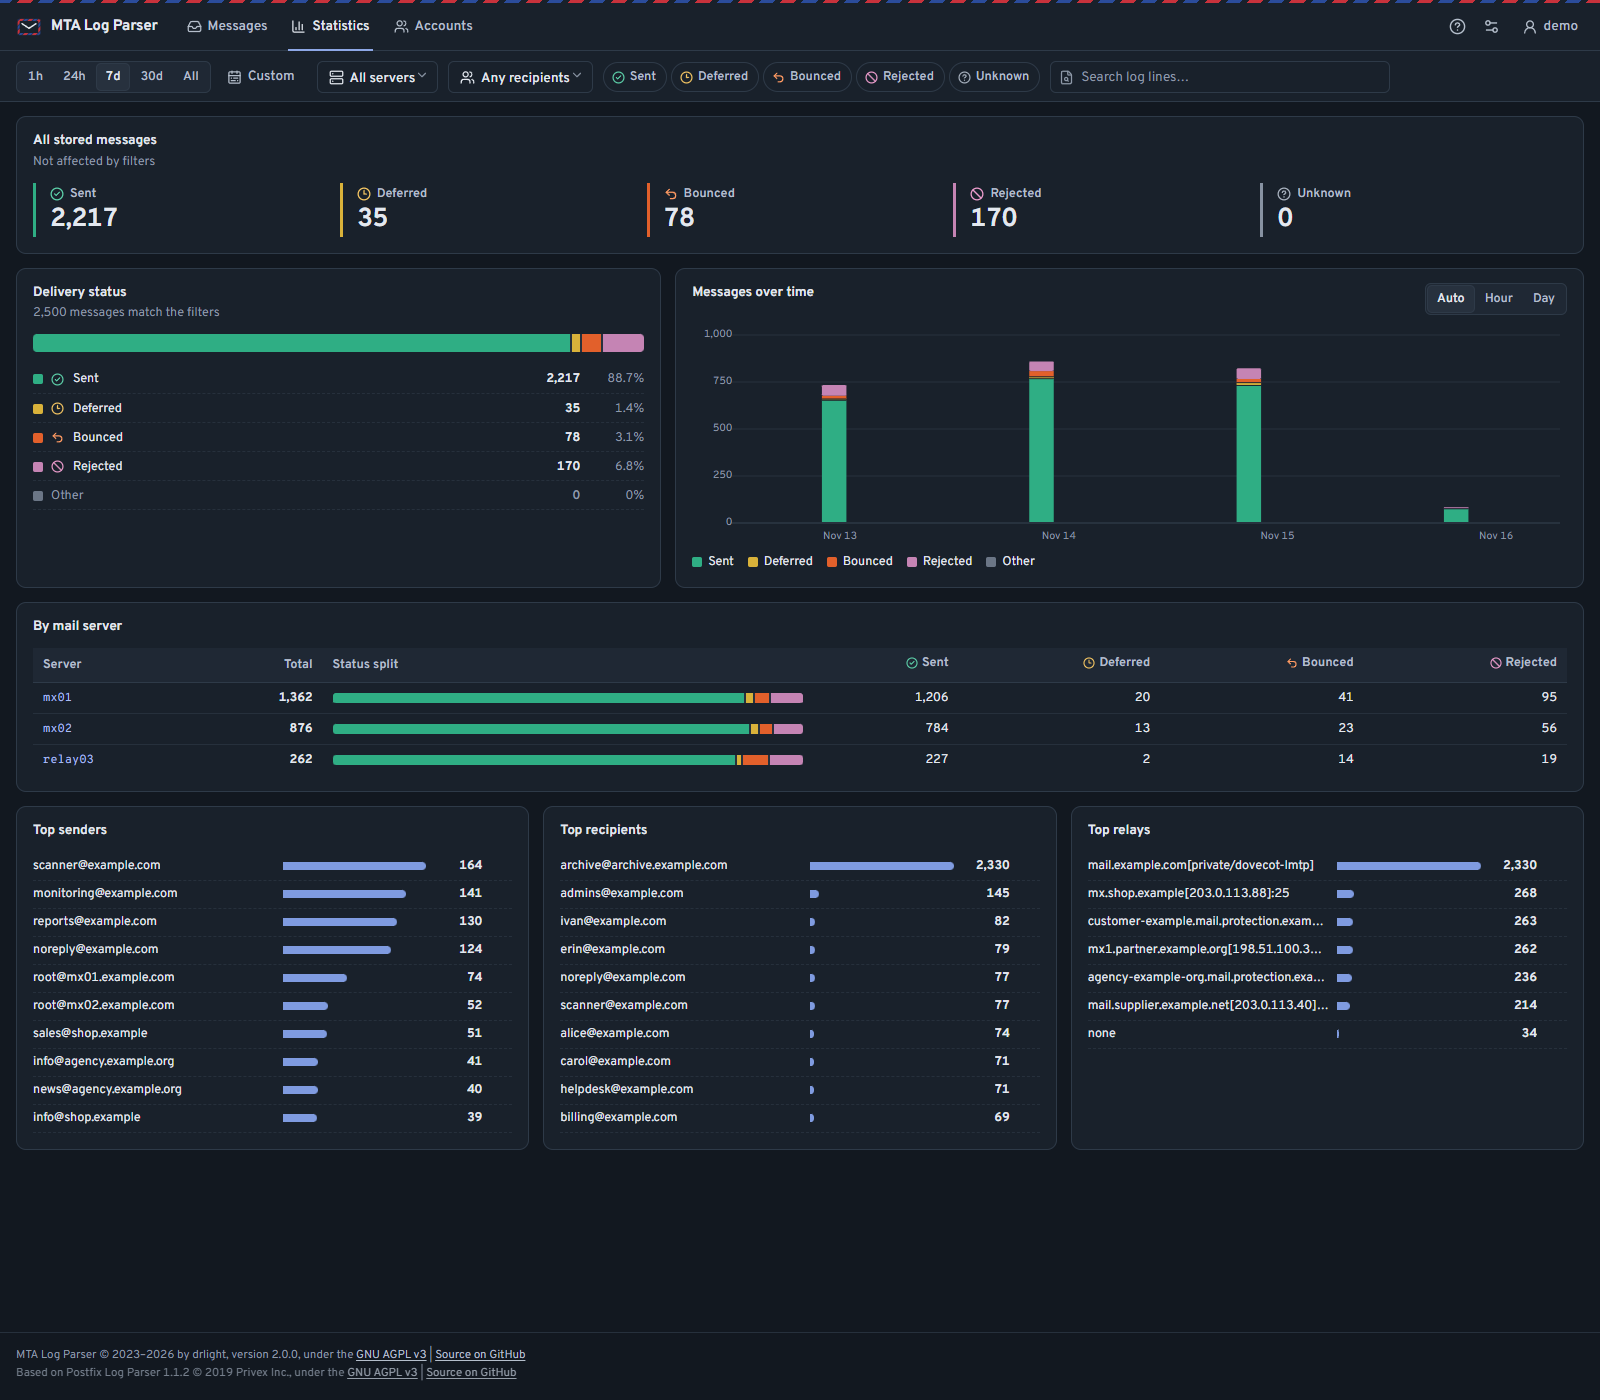 MTA Log Parser Messages Statistics Accounts demo
1h 24h 7d 30d All Custom All servers Any recipients Sent Deferred Bounced Rejected Unknown Search log lines...
All stored messages
Not affected by filters
Sent Deferred Bounced Rejected Unknown
2,217 35 78 170 0
Delivery status
2,500 messages match the filters
Sent 2,217 88.7%
Deferred 35 1.4%
Bounced 78 3.1%
Rejected 170 6.8%
Other 0 0%
Messages over time Auto Hour Day
1,000
750
500
250
0
Nov 13 Nov 14 Nov 15 Nov 16
Sent Deferred Bounced Rejected Other
By mail server
Server Total Status split Sent Deferred Bounced Rejected
mx01 1,362 1,206 20 41 95
mx02 876 784 13 23 56
relay03 262 227 2 14 19
Top senders
scanner@example.com 164
monitoring@example.com 141
reports@example.com 130
noreply@example.com 124
root@mx01.example.com 74
root@mx02.example.com 52
sales@shop.example 51
info@agency.example.org 41
news@agency.example.org 40
info@shop.example 39
Top recipients
archive@archive.example.com 2,330
admins@example.com 145
ivan@example.com 82
erin@example.com 79
noreply@example.com 77
scanner@example.com 77
alice@example.com 74
carol@example.com 71
helpdesk@example.com 71
billing@example.com 69
Top relays
mail.example.com[private/dovecot-lmtp] 2,330
mx.shop.example[203.0.113.88]:25 268
customer-example.mail.protection.exam... 263
mx1.partner.example.org[198.51.100.3... 262
agency-example-org.mail.protection.exa... 236
mail.supplier.example.net[203.0.113.40]... 214
none 34
MTA Log Parser © 2023–2026 by drlight, version 2.0.0, under the GNU AGPL v3 | Source on GitHub
Based on Postfix Log Parser 1.1.2 © 2019 Privex Inc., under the GNU AGPL v3 | Source on GitHub